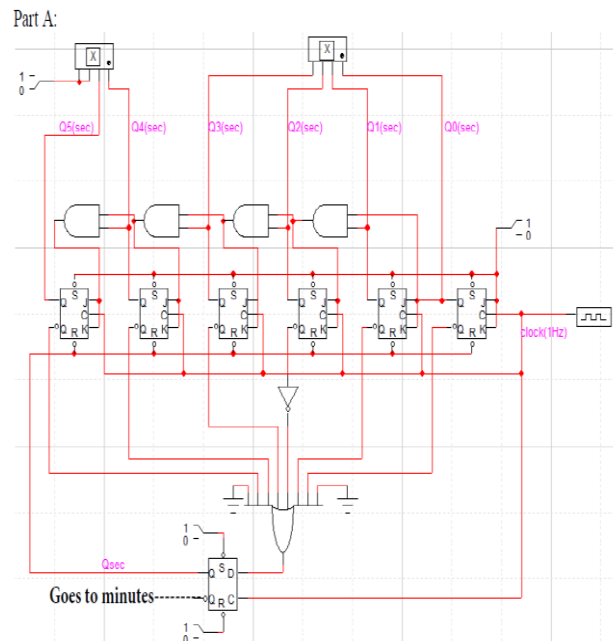 Part A:
X
X
1
0
Q5(sec) Q4(sec) Q3(sec) Q2(sec) Q1(sec) Q0(sec)
1
0
S S S S S S
Q J Q J Q J Q J Q J Q J
C C C C C C
Q R K Q R K Q R K Q R K Q R K Q R K
clock(1Hz)
1
0
Qsec
Q S D
Goes to minutes
Q R C
1
0